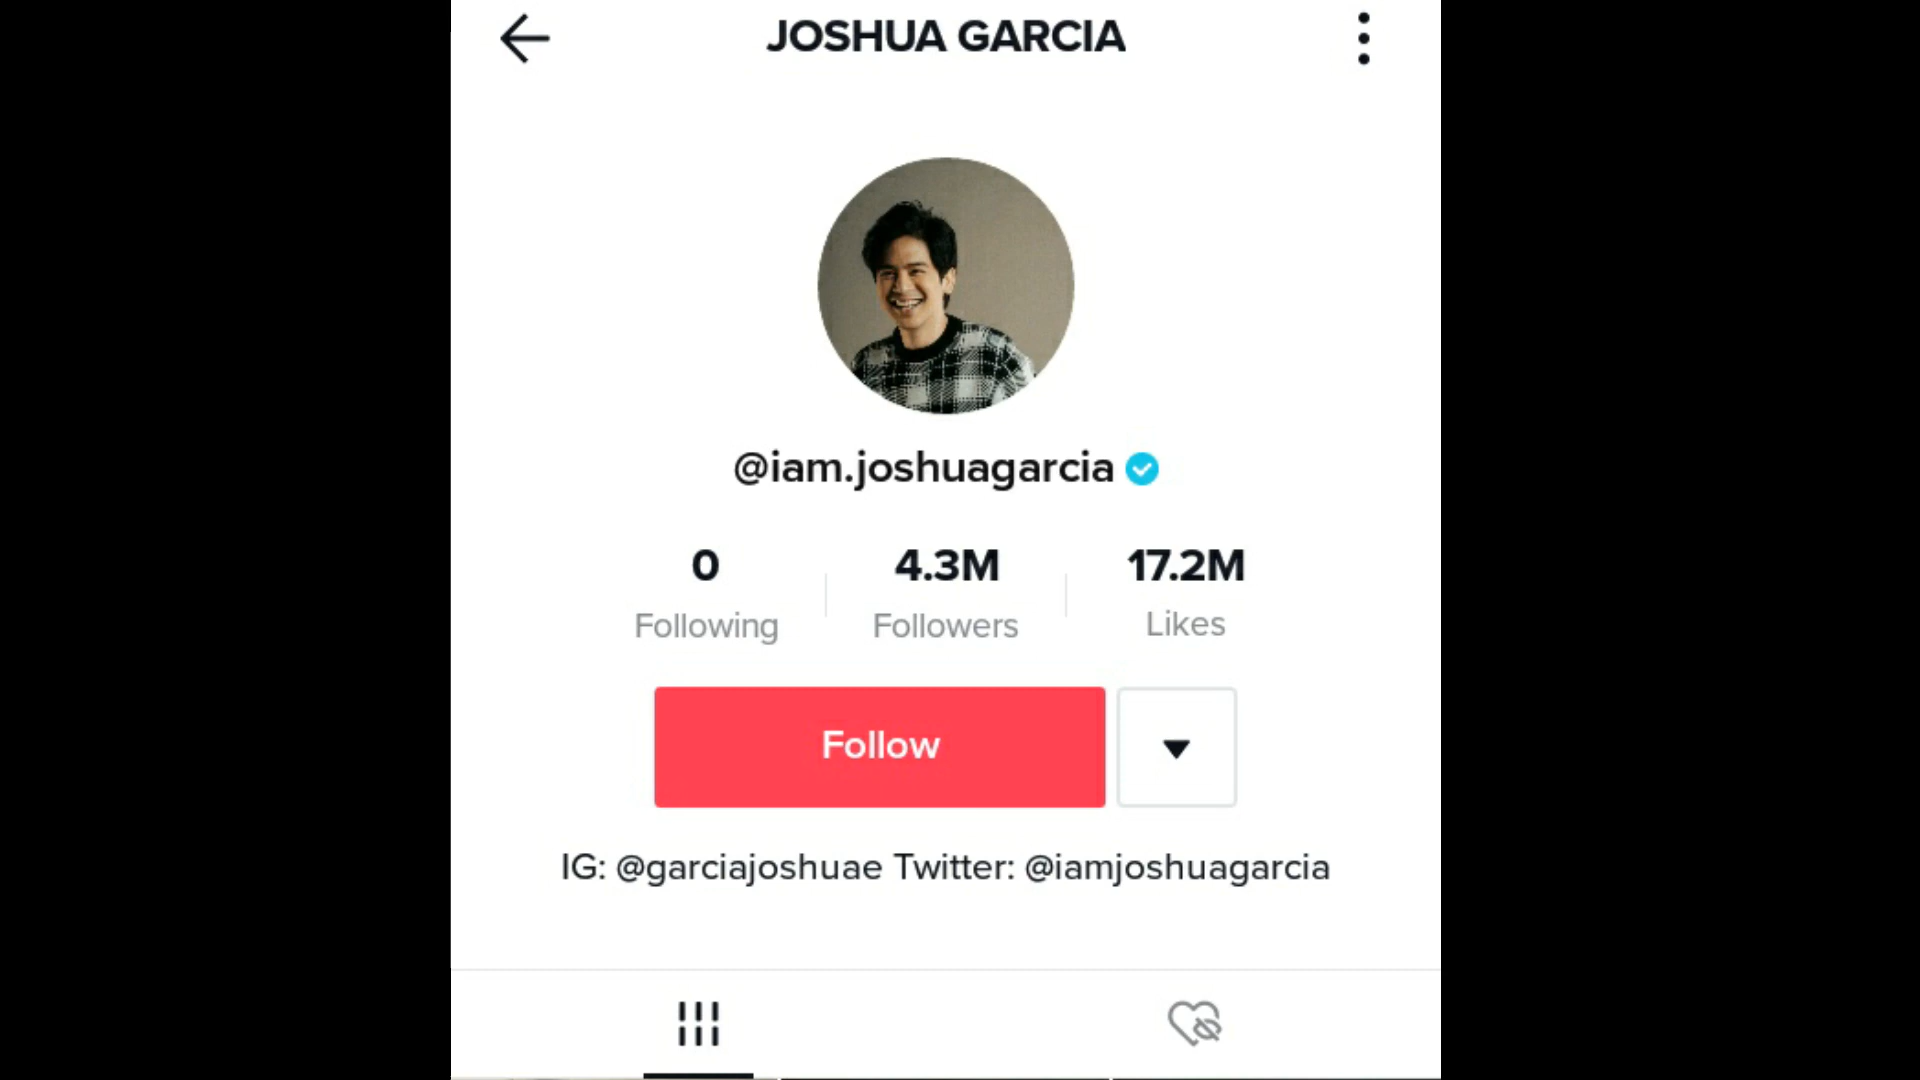 JOSHUA GARCIA
@iam.joshuagarcia
0 4.3M 17.2M
Following Followers Likes
Follow
IG: @garciajoshuae Twitter: @iamjoshuagarcia